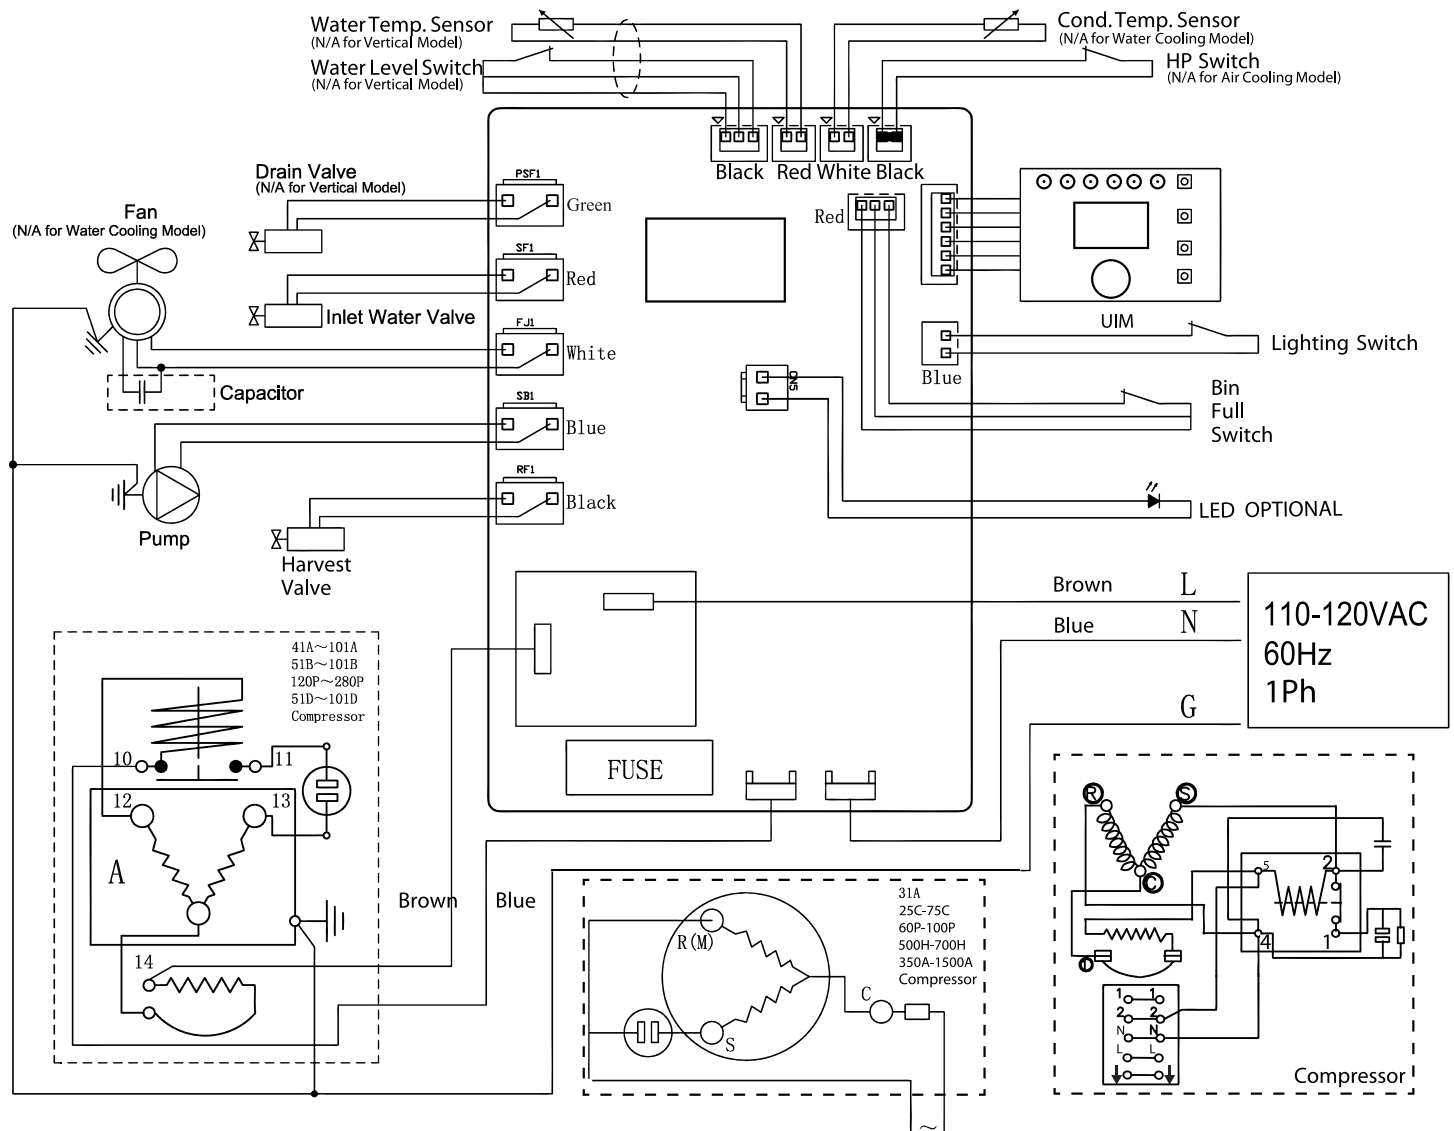 Water Temp. Sensor
(N/A for Vertical Model)
Water Level Switch
(N/A for Vertical Model)
Cond. Temp. Sensor
(N/A for Water Cooling Model)
HP Switch
(N/A for Air Cooling Model)
Black Red White Black
Drain Valve
(N/A for Vertical Model)
PSF1
Green
Fan
(N/A for Water Cooling Model)
SF1
Red
Inlet Water Valve
FJ1
White
Capacitor
SB1
Blue
Pump
RF1
Black
Harvest
Valve
Red
UIM
Blue
Lighting Switch
CN5
Bin
Full
Switch
LED OPTIONAL
Brown L
Blue N
G
110-120VAC
60Hz
1Ph
FUSE
41A~101A
51B~101B
120P~280P
51D~101D
Compressor
10
11
12
13
A
14
Brown
Blue
31A
25C-75C
60P-100P
500H-700H
350A-1500A
Compressor
R(M)
S
C
~
R
S
C
5
2
4
1
1 1
2 2
N N
L L
Compressor